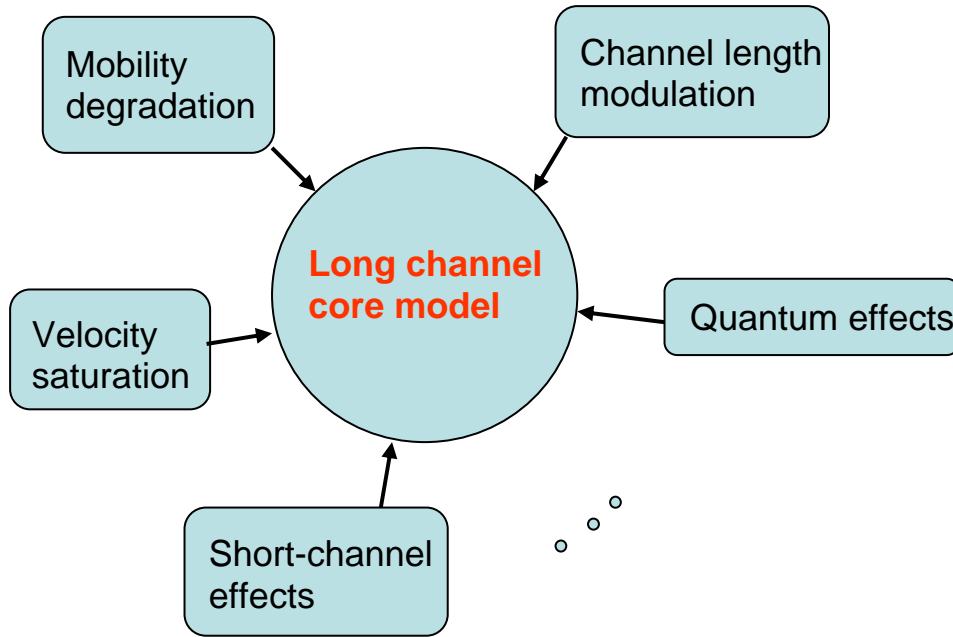 Mobility
degradation
Channel length
modulation
Long channel
core model
Quantum effects
Velocity
saturation
Short-channel
effects